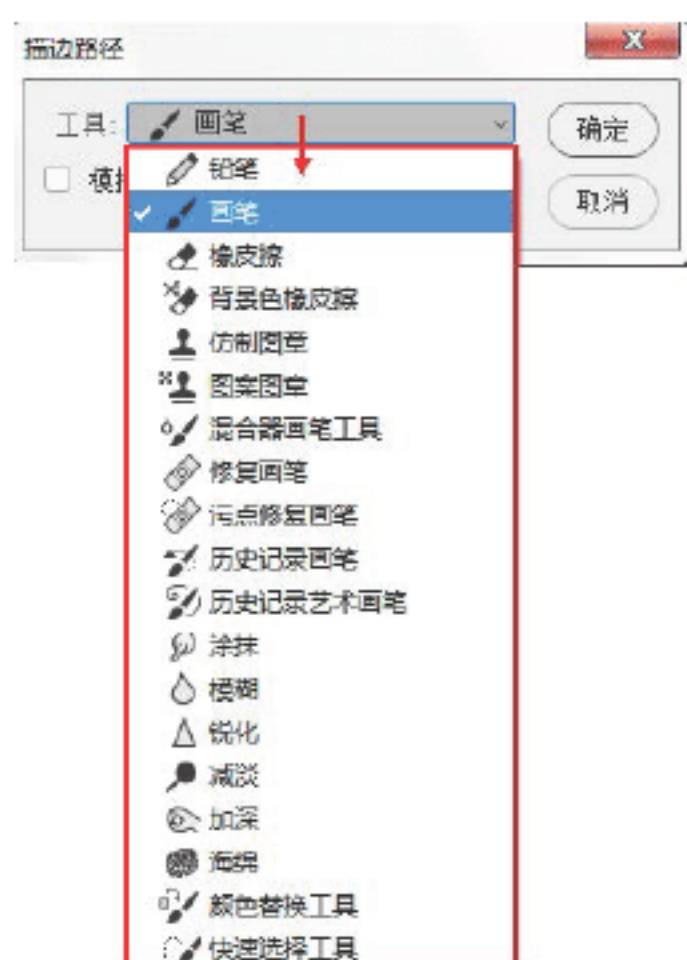 描边路径
工具: 画笔
确定
铅笔
画笔
取消
橡皮擦
背景色橡皮擦
仿制图章
图案图章
混合器画笔工具
修复画笔
污点修复画笔
历史记录画笔
历史记录艺术画笔
涂抹
模糊
锐化
减淡
加深
海绵
颜色替换工具
快速选择工具